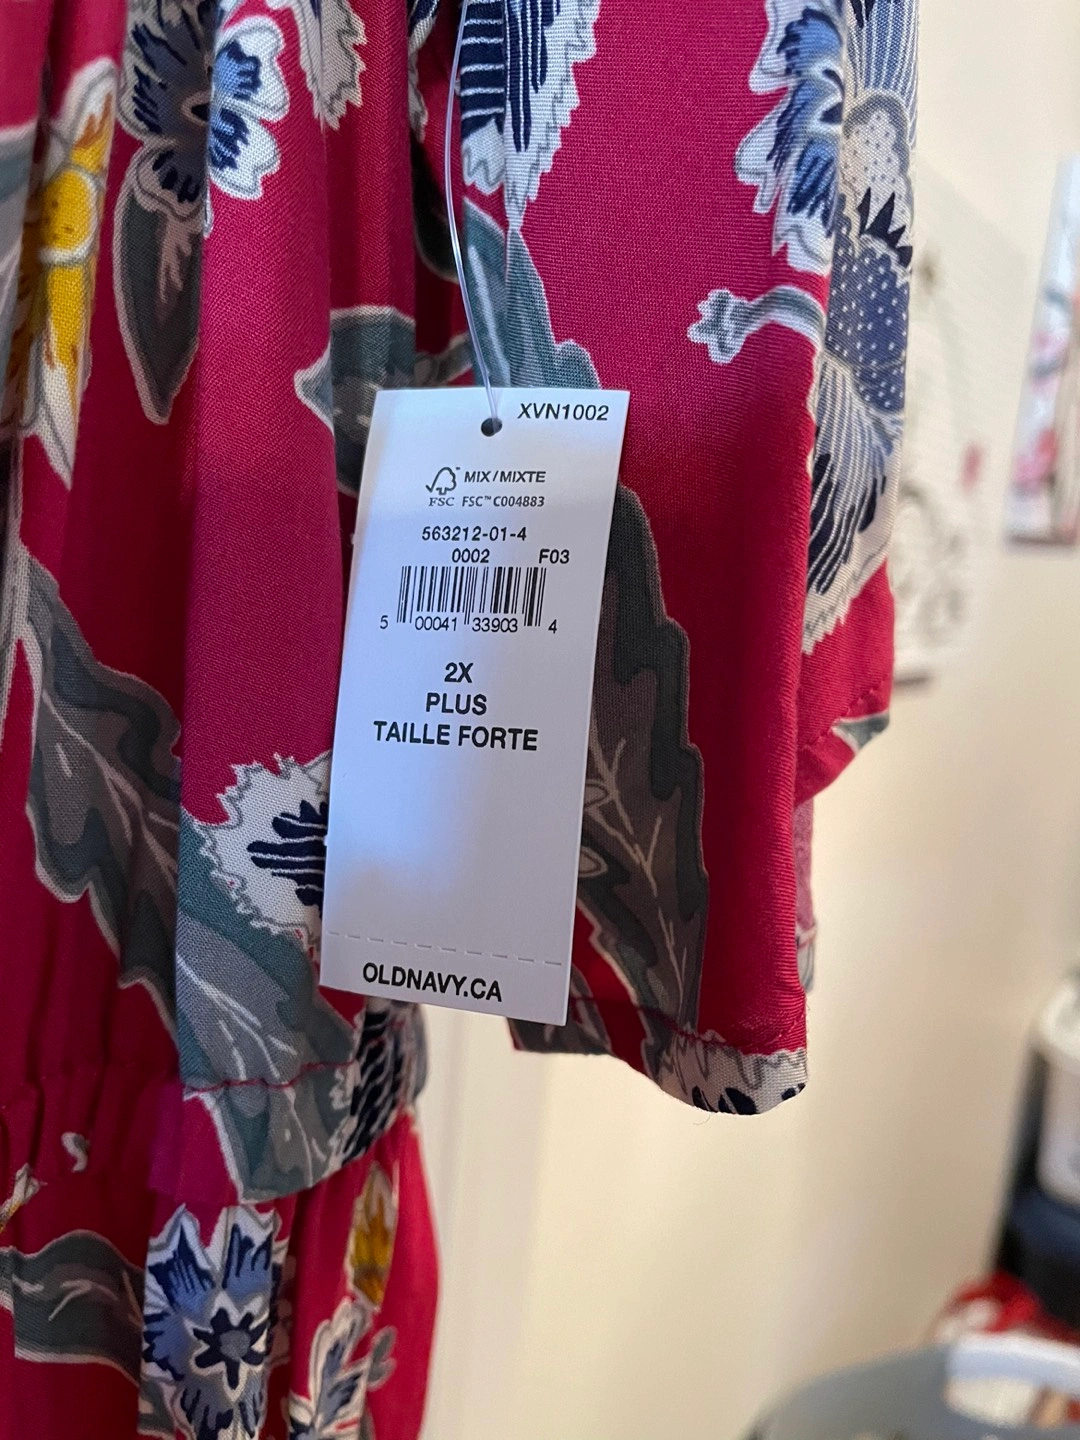 XVN1002
MIX/MIXTE
FSC FSC™ C004883
563212-01-4
0002 F03
5 00041 33903 4
2X
PLUS
TAILLE FORTE
OLDNAVY.CA